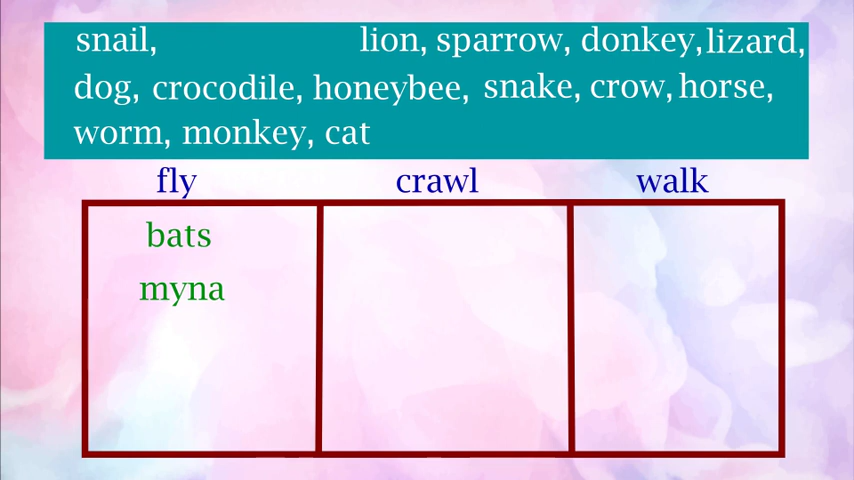 snail, lion, sparrow, donkey, lizard,
dog, crocodile, honeybee, snake, crow, horse,
worm, monkey, cat
fly crawl walk
bats
myna